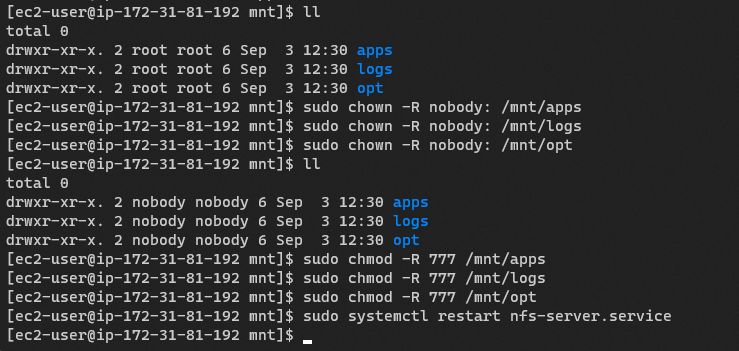 [ec2-user@ip-172-31-81-192 mnt]$ ll
total 0
drwxr-xr-x. 2 root root 6 Sep  3 12:30 apps
drwxr-xr-x. 2 root root 6 Sep  3 12:30 logs
drwxr-xr-x. 2 root root 6 Sep  3 12:30 opt
[ec2-user@ip-172-31-81-192 mnt]$ sudo chown -R nobody: /mnt/apps
[ec2-user@ip-172-31-81-192 mnt]$ sudo chown -R nobody: /mnt/logs
[ec2-user@ip-172-31-81-192 mnt]$ sudo chown -R nobody: /mnt/opt
[ec2-user@ip-172-31-81-192 mnt]$ ll
total 0
drwxr-xr-x. 2 nobody nobody 6 Sep  3 12:30 apps
drwxr-xr-x. 2 nobody nobody 6 Sep  3 12:30 logs
drwxr-xr-x. 2 nobody nobody 6 Sep  3 12:30 opt
[ec2-user@ip-172-31-81-192 mnt]$ sudo chmod -R 777 /mnt/apps
[ec2-user@ip-172-31-81-192 mnt]$ sudo chmod -R 777 /mnt/logs
[ec2-user@ip-172-31-81-192 mnt]$ sudo chmod -R 777 /mnt/opt
[ec2-user@ip-172-31-81-192 mnt]$ sudo systemctl restart nfs-server.service
[ec2-user@ip-172-31-81-192 mnt]$